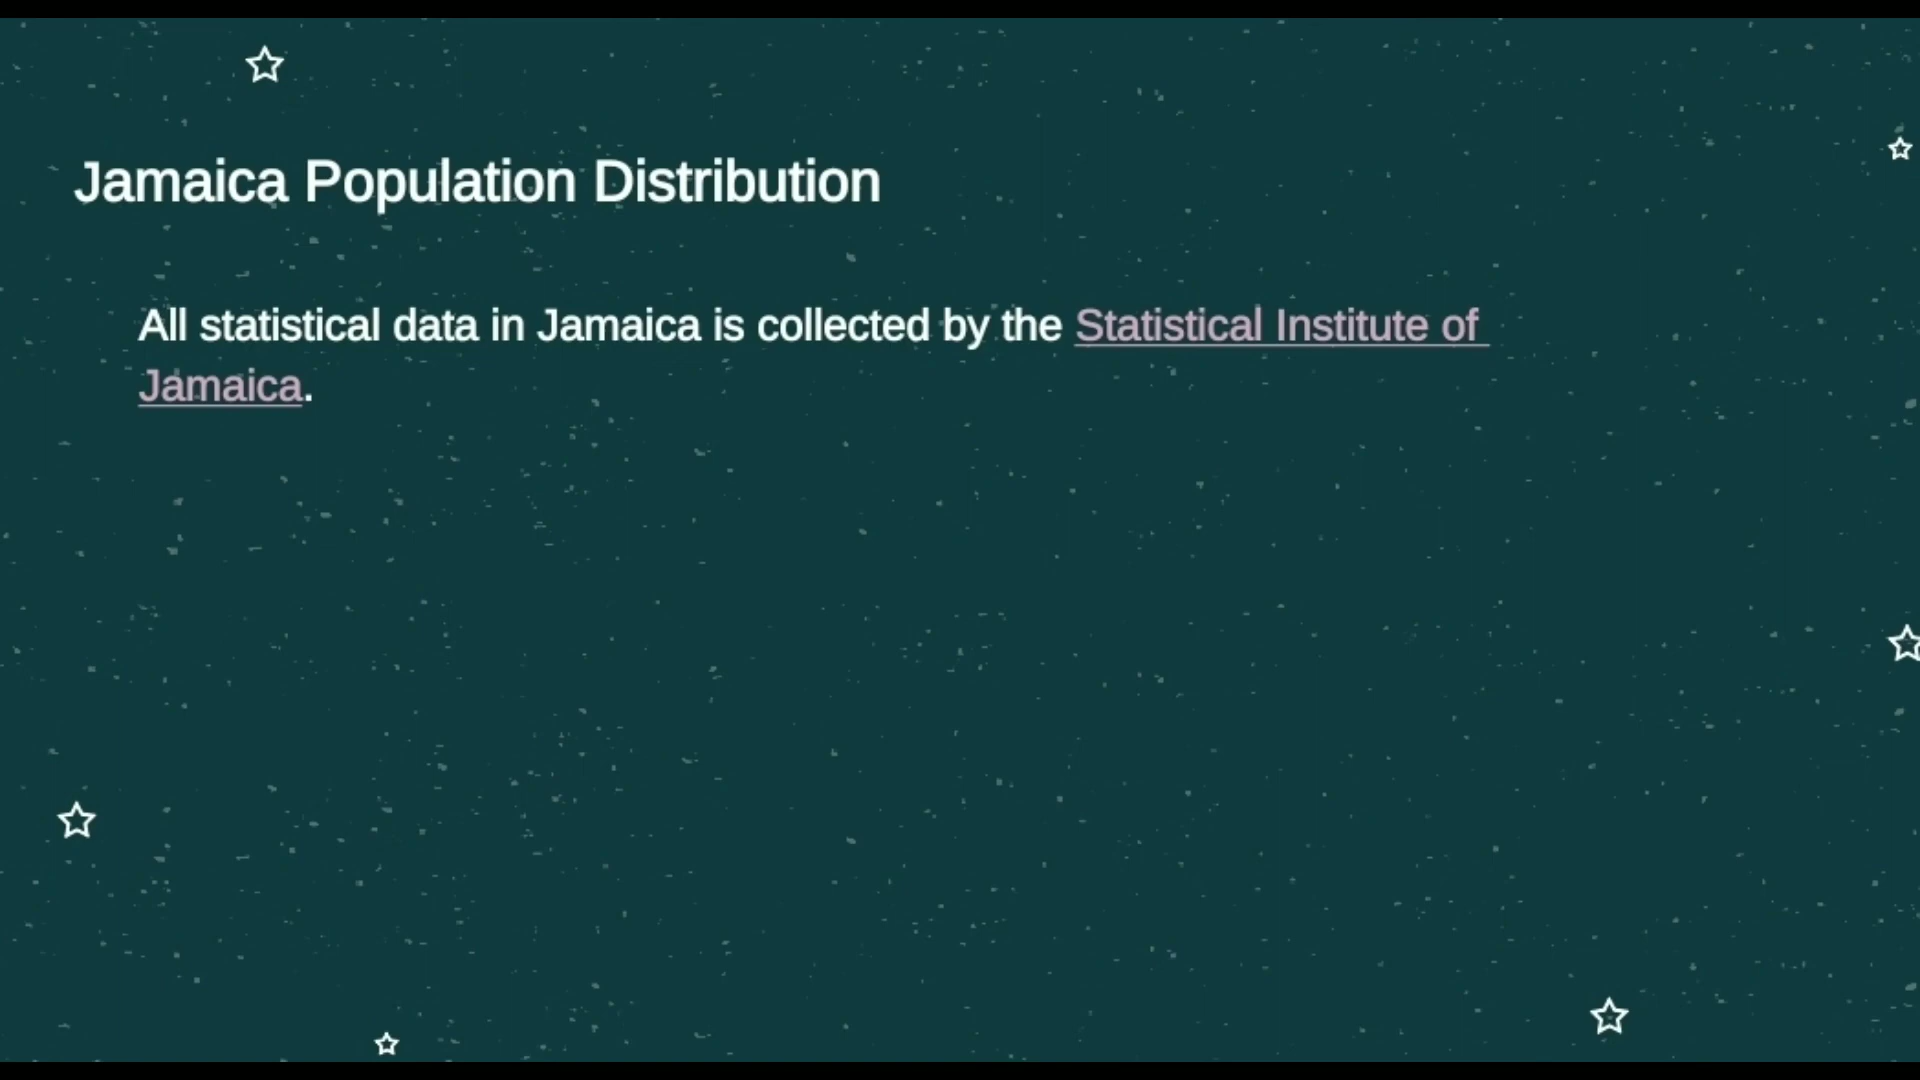 Jamaica Population Distribution
All statistical data in Jamaica is collected by the Statistical Institute of
Jamaica.